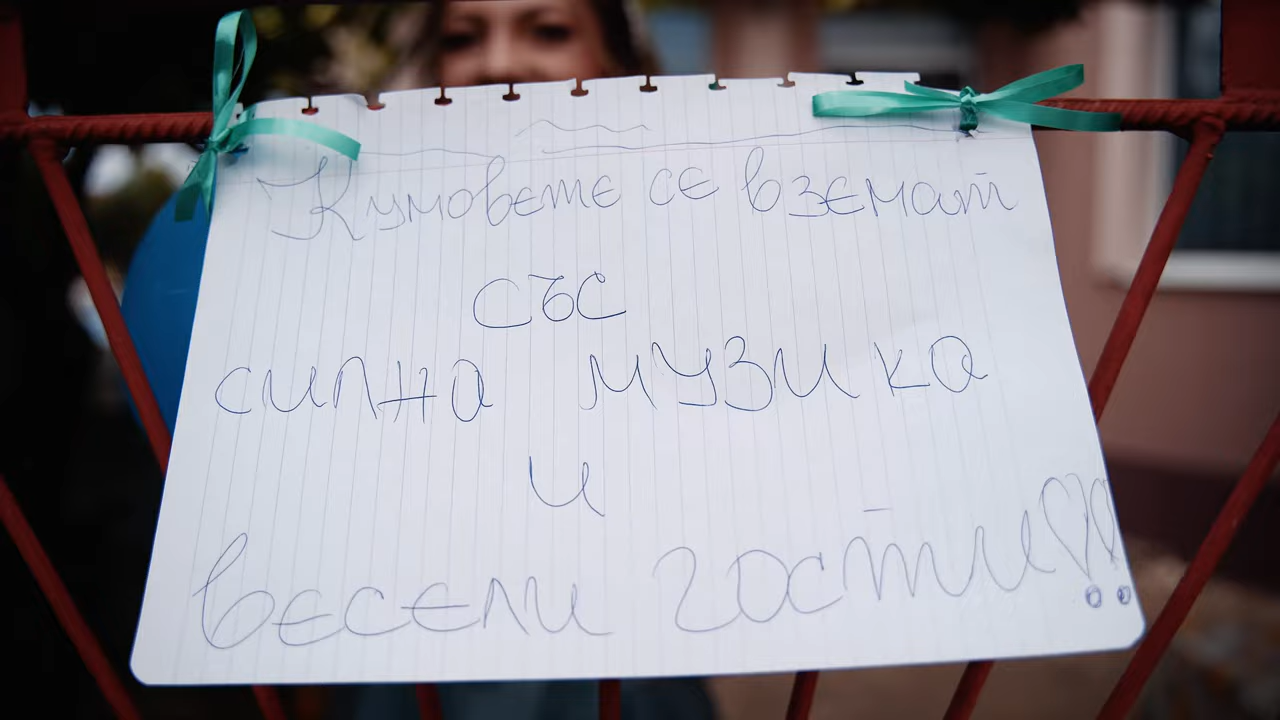 Кумовете се вземат
със
силна музика
и
весели гости!!